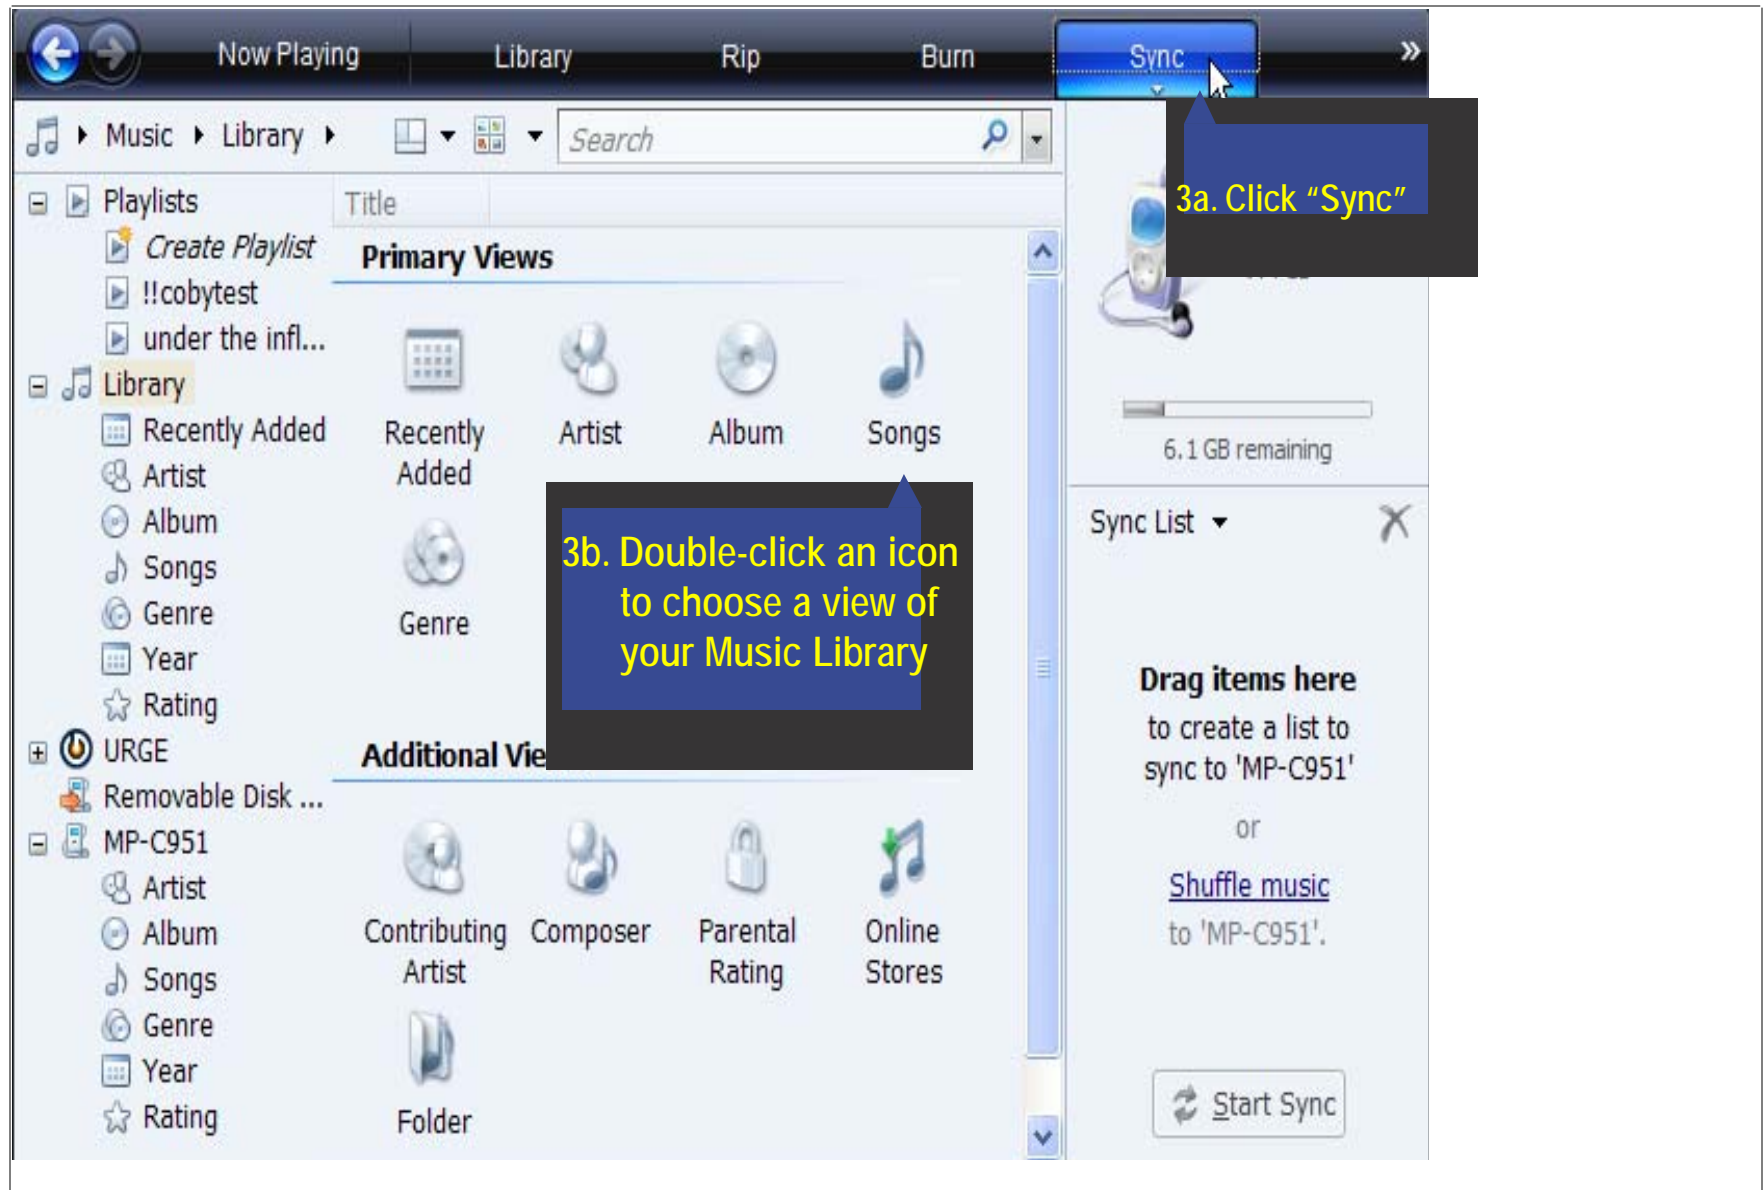 Now Playing
Library
Rip
Burn
Sync
»
Music
Library
Search
Playlists
Create Playlist
!!cobytest
under the infl...
Library
Recently Added
Artist
Album
Songs
Genre
Year
Rating
URGE
Removable Disk ...
MP-C951
Artist
Album
Songs
Genre
Year
Rating
Title
Primary Views
Recently
Added
Artist
Album
Songs
Genre
3b. Double-click an icon
to choose a view of
your Music Library
Additional Vie
Contributing
Artist
Composer
Parental
Rating
Online
Stores
Folder
3a. Click “Sync”
6.1 GB remaining
Sync List
Drag items here
to create a list to
sync to 'MP-C951'
or
Shuffle music
to 'MP-C951'.
Start Sync